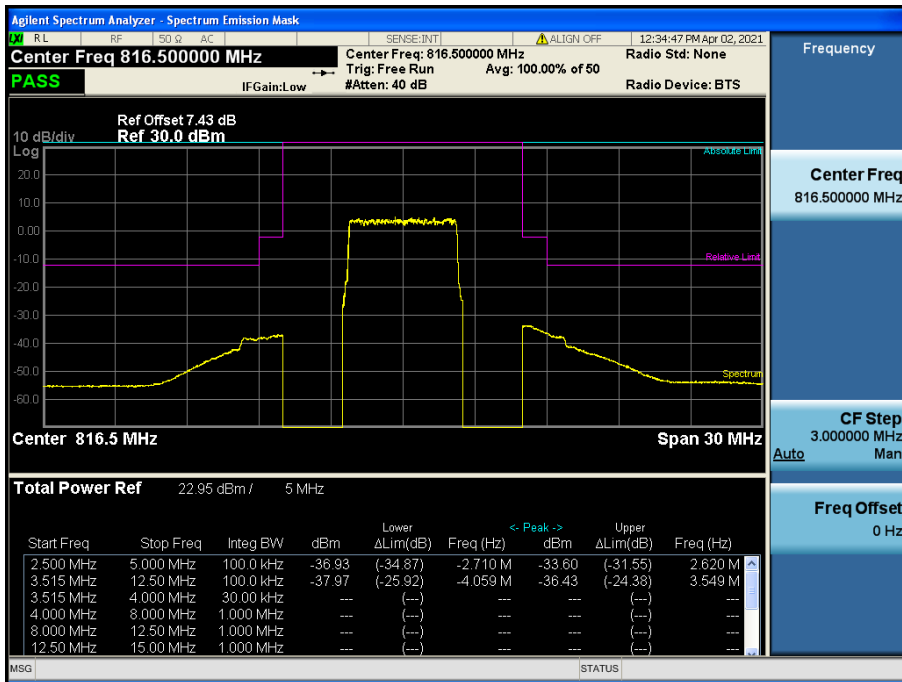 Agilent Spectrum Analyzer - Spectrum Emission Mask
LXI RL RF 50 Ω AC SENSE:INT ALIGN OFF 12:34:47 PM Apr 02, 2021
Center Freq 816.500000 MHz Center Freq: 816.500000 MHz Radio Std: None
Trig: Free Run Avg: 100.00% of 50
PASS IFGain:Low #Atten: 40 dB Radio Device: BTS
Ref Offset 7.43 dB
10 dB/div Ref 30.0 dBm
Log
Absolute Limit
20.0
10.0
0.00
-10.0
Relative Limit
-20.0
-30.0
-40.0
-50.0
Spectrum
-60.0
Center 816.5 MHz Span 30 MHz
Total Power Ref 22.95 dBm / 5 MHz
Lower <- Peak -> Upper
Start Freq Stop Freq Integ BW dBm ΔLim(dB) Freq (Hz) dBm ΔLim(dB) Freq (Hz)
2.500 MHz 5.000 MHz 100.0 kHz -36.93 (-34.87) -2.710 M -33.60 (-31.55) 2.620 M
3.515 MHz 12.50 MHz 100.0 kHz -37.97 (-25.92) -4.059 M -36.43 (-24.38) 3.549 M
3.515 MHz 4.000 MHz 30.00 kHz --- (---) --- --- (---) ---
4.000 MHz 8.000 MHz 1.000 MHz --- (---) --- --- (---) ---
8.000 MHz 12.50 MHz 1.000 MHz --- (---) --- --- (---) ---
12.50 MHz 15.00 MHz 1.000 MHz --- (---) --- --- (---) ---
MSG STATUS
Frequency
Center Freq
816.500000 MHz
CF Step
3.000000 MHz
Auto Man
Freq Offset
0 Hz